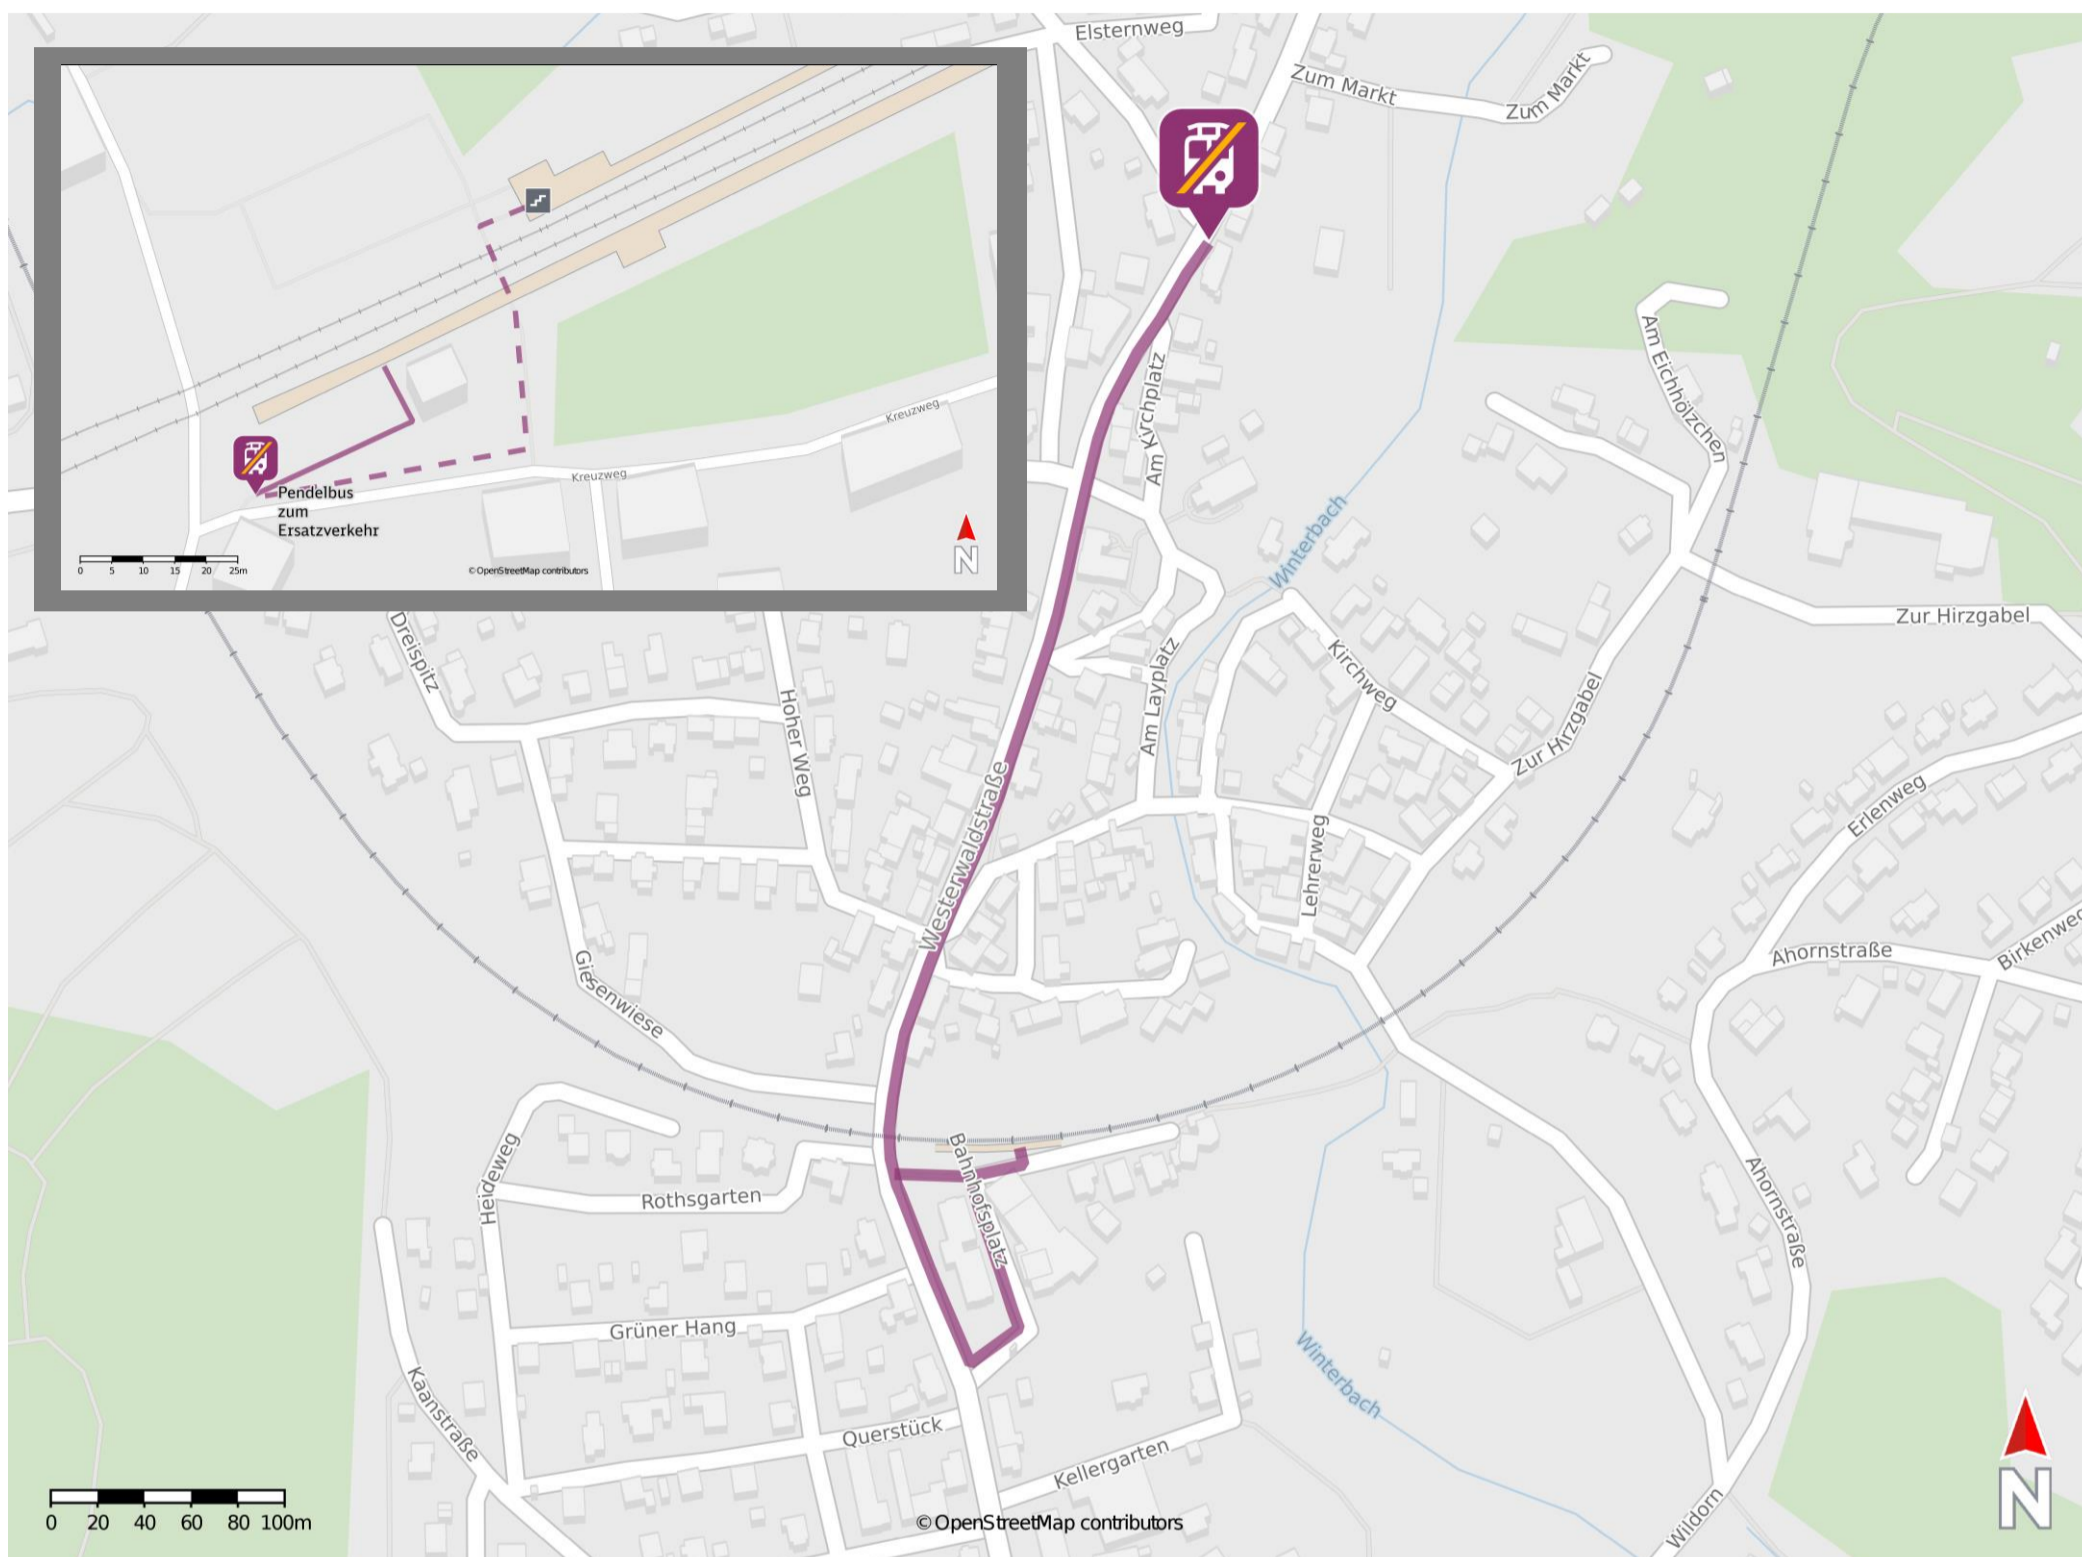 Elsternweg
Zum Markt
Zum Markt
Kreuzweg
Kreuzweg
Pendelbus
zum
Ersatzverkehr
0 5 10 15 20 25m
© OpenStreetMap contributors
N
Am Kirchplatz
Am Eichhölzchen
Winterbach
Zur Hirzgabel
Dreispitz
Hoher Weg
Am Layplatz
Kirchweg
Zur Hirzgabel
Westerwaldstraße
Erlenweg
Lehrerweg
Ahornstraße
Birkenweg
Giesenwiese
Heideweg
Rothsgarten
Bahnhofsplatz
Ahornstraße
Grüner Hang
Kaanstraße
Querstück
Kellergarten
Winterbach
Wildorn
0 20 40 60 80 100m
© OpenStreetMap contributors
N